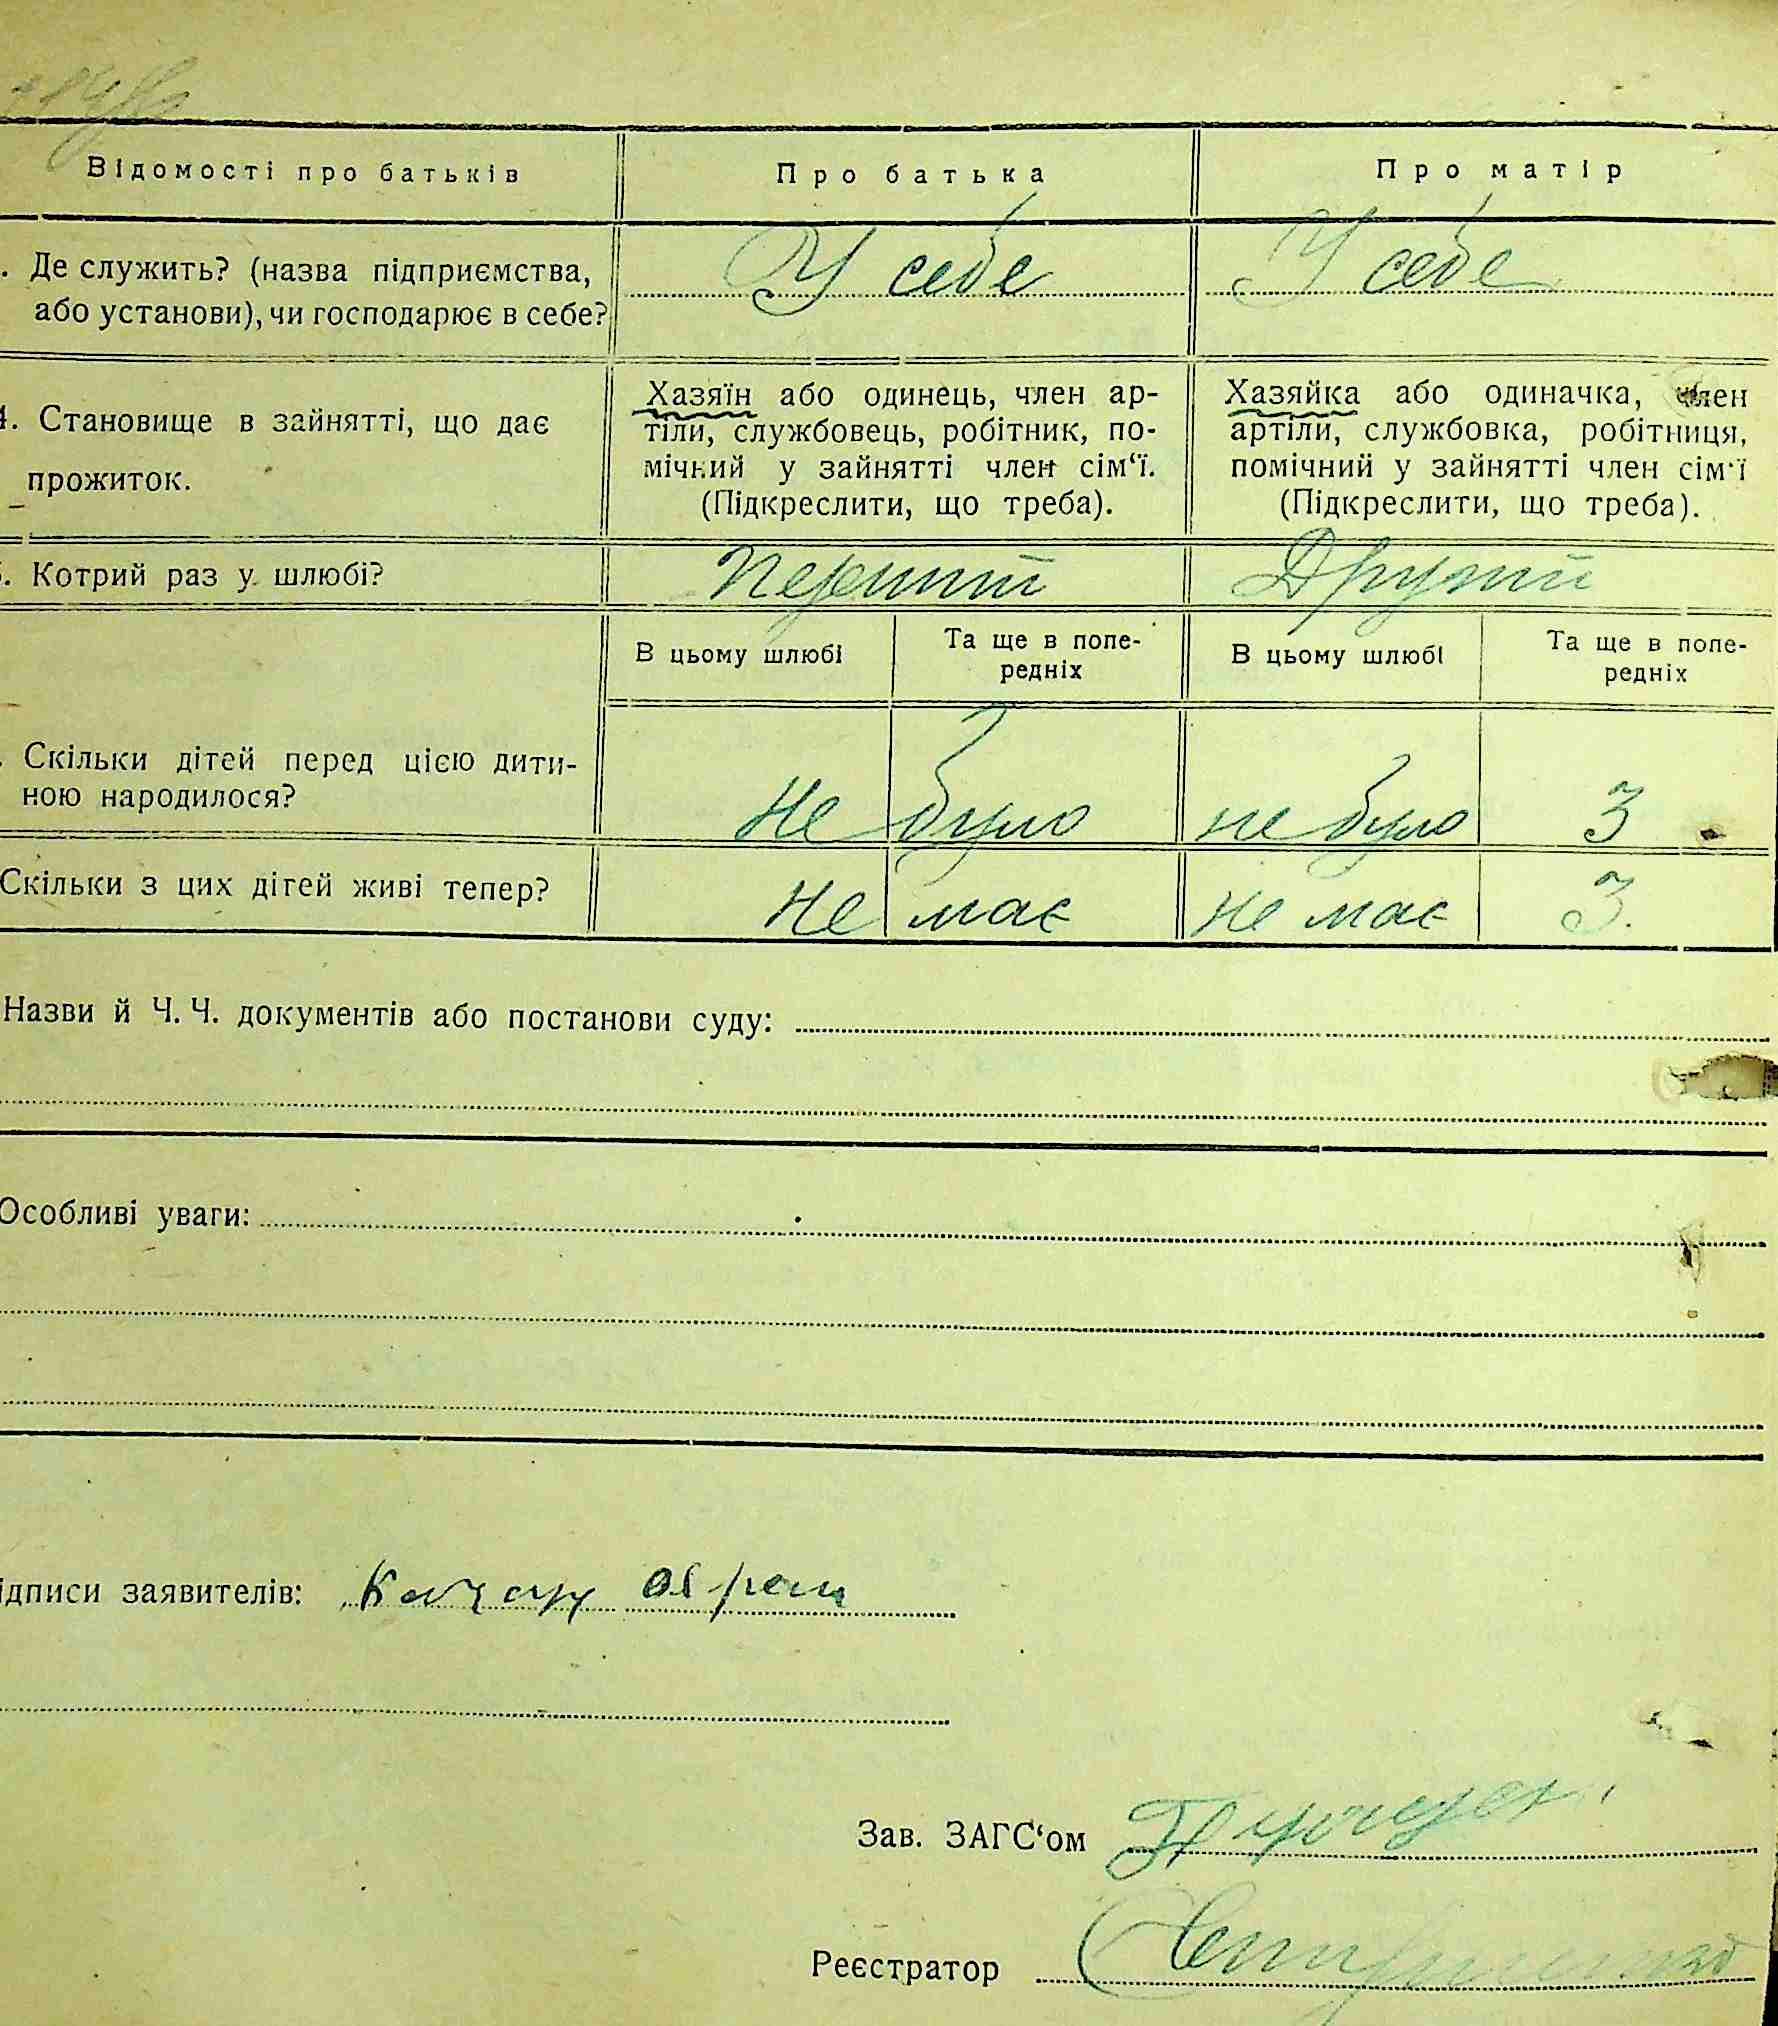 Відомості про батьків
Про батька
Про матір
. Де служить? (назва підприємства,
або установи), чи господарює в себе?
У себе
У себе
4. Становище в зайнятті, що дає
прожиток.
Хазяїн або одинець, член ар-
тіли, службовець, робітник, по-
мічний у зайнятті член сім‘ї.
(Підкреслити, що треба).
Хазяйка або одиначка, член
артіли, службовка, робітниця,
помічний у зайнятті член сім‘ї
(Підкреслити, що треба).
. Котрий раз у шлюбі?
Перший
Другий
В цьому шлюбі
Та ще в попе-
редніх
В цьому шлюбі
Та ще в попе-
редніх
. Скільки дітей перед цією дити-
ною народилося?
Не було
не було
3
Скільки з цих дітей живі тепер?
Не має
не має
3.
Назви й Ч. Ч. документів або постанови суду:
Особливі уваги:
ідписи заявителів:
Зав. ЗАГС‘ом
Реєстратор